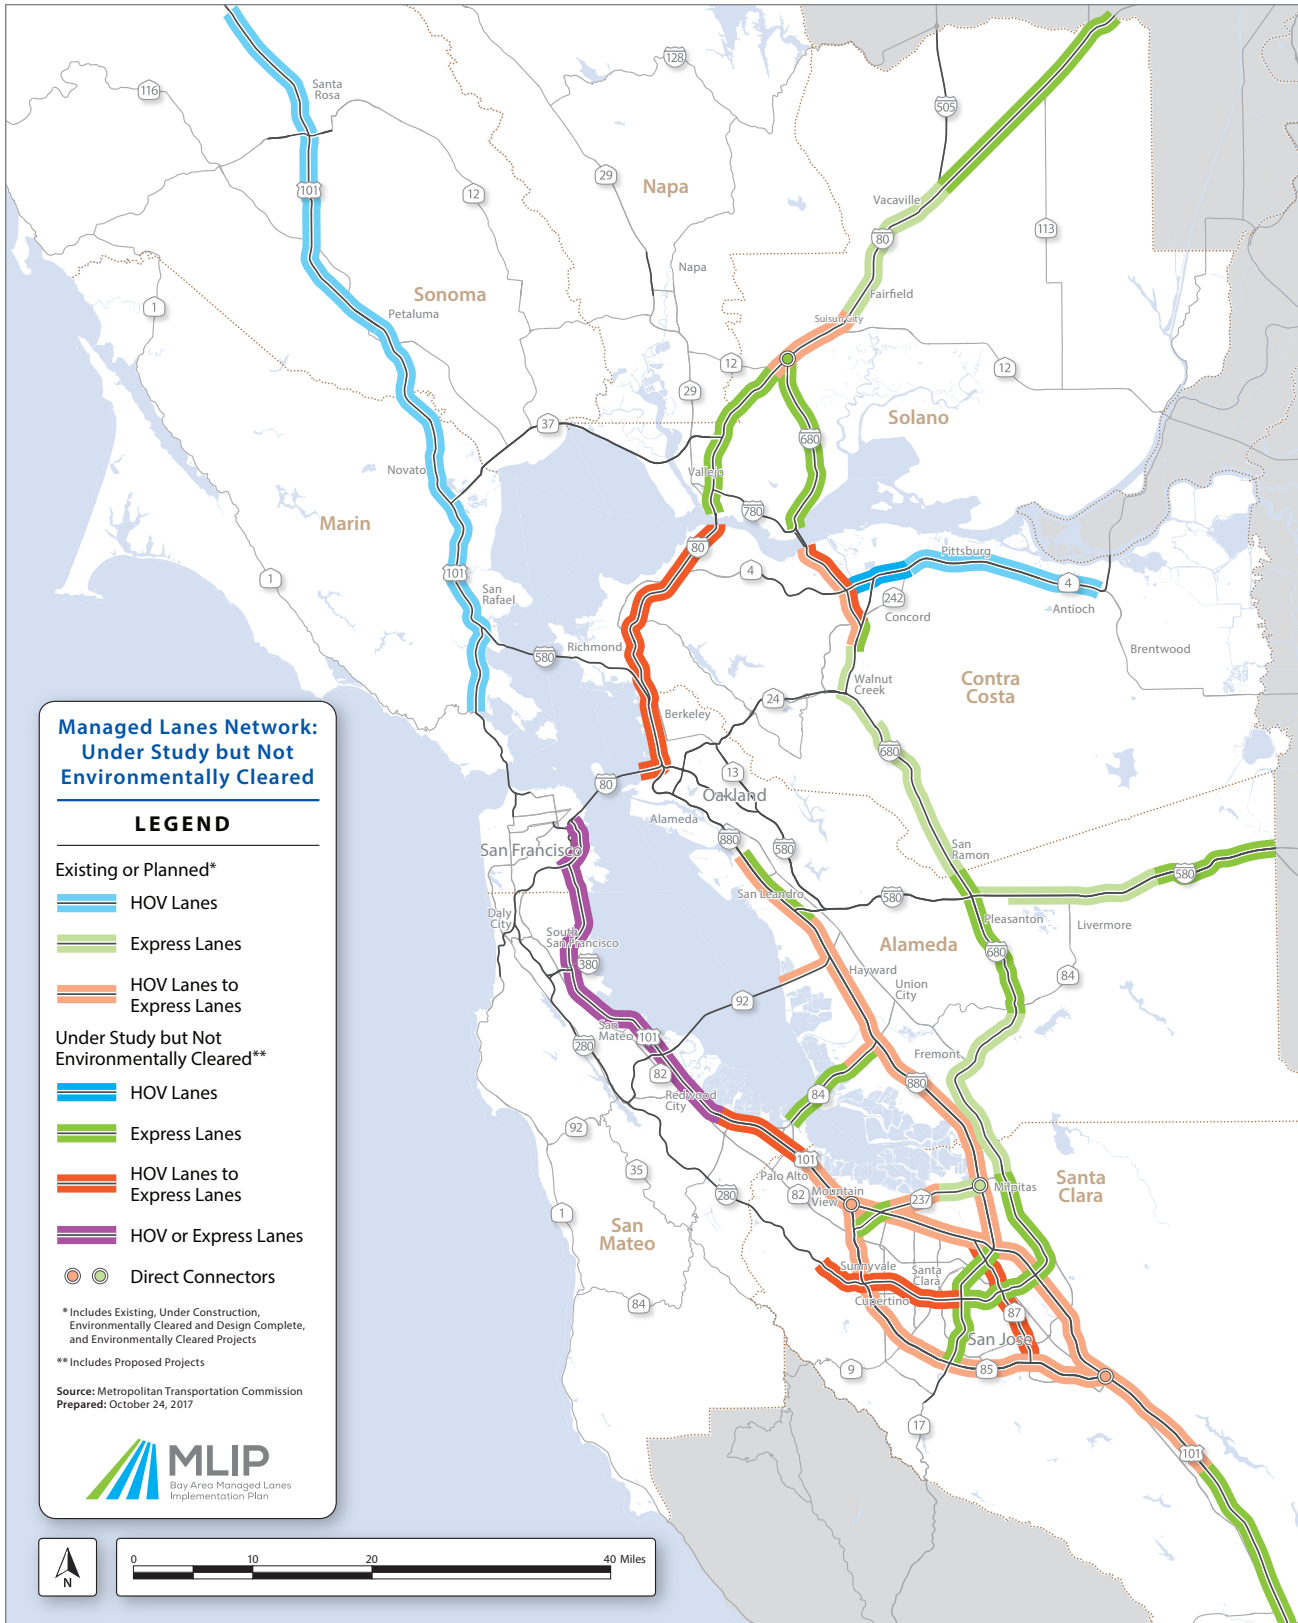 Santa
Rosa
128
116
505
101
29
Napa
12
Vacaville
113
80
Napa
Sonoma
Fairfield
1
Petaluma
Suisun City
12
12
29
Solano
37
680
Novato
Vallejo
780
Marin
80
Pittsburg
101
4
4
1
242
San
Rafael
Concord
Antioch
Richmond
580
Brentwood
Walnut
Creek
Contra
Costa
24
Berkeley
680
13
80
Oakland
Alameda
880
580
San Francisco
San
Ramon
580
San Leandro
580
Daly
City
Pleasanton
Livermore
South
San Francisco
Alameda
680
380
Hayward
84
Union
City
92
San
Mateo
101
280
Fremont
82
880
Redwood
City
84
92
101
35
Palo Alto
Santa
Clara
82
Mountain
View
237
Milpitas
280
1
San
Mateo
Sunnyvale
Santa
Clara
84
Cupertino
87
San Jose
9
85
17
101
Managed Lanes Network:
Under Study but Not
Environmentally Cleared
LEGEND
Existing or Planned*
HOV Lanes
Express Lanes
HOV Lanes to
Express Lanes
Under Study but Not
Environmentally Cleared**
HOV Lanes
Express Lanes
HOV Lanes to
Express Lanes
HOV or Express Lanes
Direct Connectors
* Includes Existing, Under Construction,
Environmentally Cleared and Design Complete,
and Environmentally Cleared Projects
** Includes Proposed Projects
Source: Metropolitan Transportation Commission
Prepared: October 24, 2017
MLIP
Bay Area Managed Lanes
Implementation Plan
N
0 10 20 40 Miles